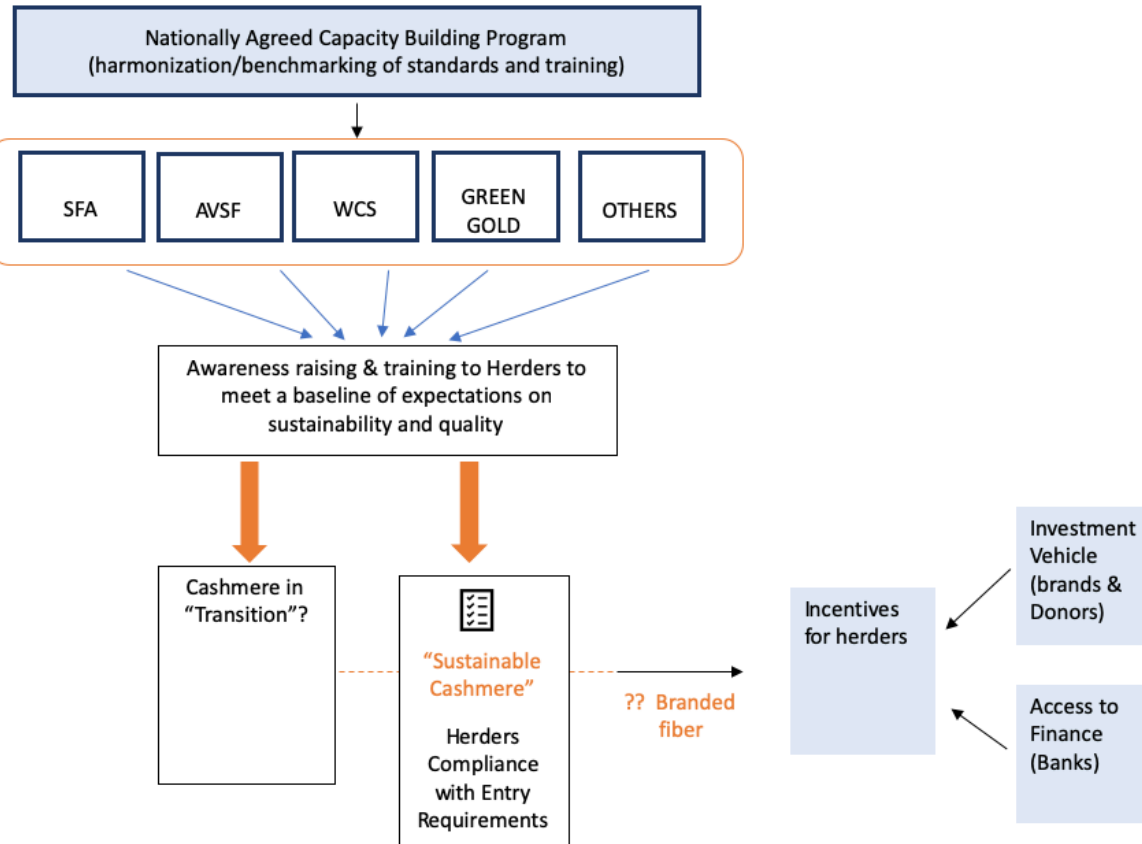 Nationally Agreed Capacity Building Program
(harmonization/benchmarking of standards and training)
SFA
AVSF
WCS
GREEN
GOLD
OTHERS
Awareness raising & training to Herders to
meet a baseline of expectations on
sustainability and quality
Cashmere in
“Transition”?
“Sustainable
Cashmere”
Herders
Compliance
with Entry
Requirements
?? Branded
fiber
Incentives
for herders
Investment
Vehicle
(brands &
Donors)
Access to
Finance
(Banks)